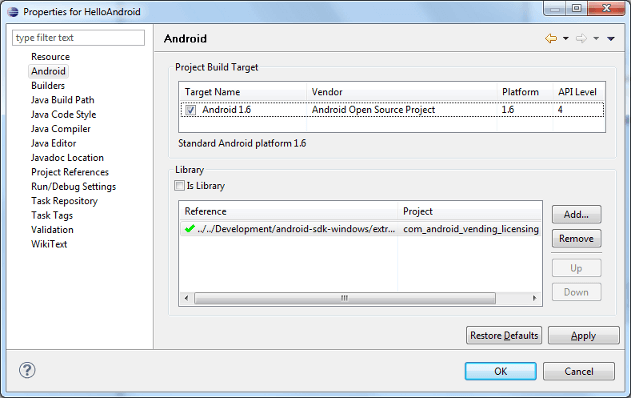 Properties for HelloAndroid
type filter text
Resource
Android
Builders
Java Build Path
Java Code Style
Java Compiler
Java Editor
Javadoc Location
Project References
Run/Debug Settings
Task Repository
Task Tags
Validation
WikiText
Android
Project Build Target
Target Name Vendor Platform API Level
Android 1.6 Android Open Source Project 1.6 4
Standard Android platform 1.6
Library
Is Library
Reference Project
../../Development/android-sdk-windows/extr... com_android_vending_licensing
Add...
Remove
Up
Down
Restore Defaults Apply
? OK Cancel